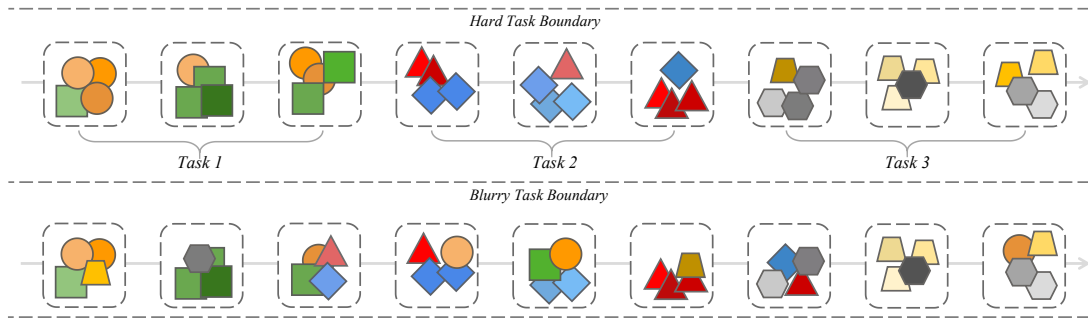 Hard Task Boundary
Task 1
Task 2
Task 3
Blurry Task Boundary